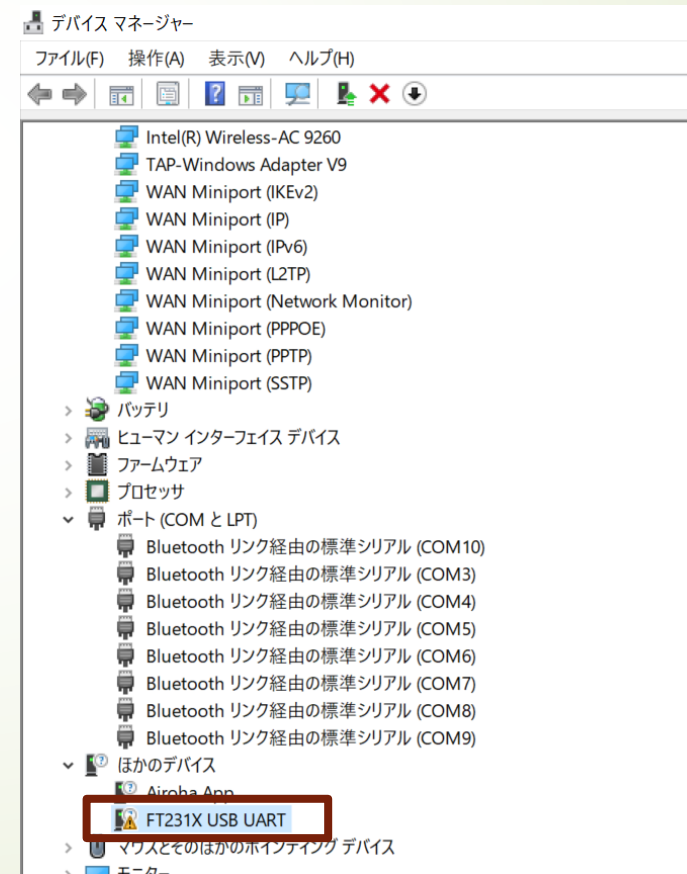 デバイス マネージャー
ファイル(F) 操作(A) 表示(V) ヘルプ(H)
Intel(R) Wireless-AC 9260
TAP-Windows Adapter V9
WAN Miniport (IKEv2)
WAN Miniport (IP)
WAN Miniport (IPv6)
WAN Miniport (L2TP)
WAN Miniport (Network Monitor)
WAN Miniport (PPPOE)
WAN Miniport (PPTP)
WAN Miniport (SSTP)
バッテリ
ヒューマン インターフェイス デバイス
ファームウェア
プロセッサ
ポート (COM と LPT)
Bluetooth リンク経由の標準シリアル (COM10)
Bluetooth リンク経由の標準シリアル (COM3)
Bluetooth リンク経由の標準シリアル (COM4)
Bluetooth リンク経由の標準シリアル (COM5)
Bluetooth リンク経由の標準シリアル (COM6)
Bluetooth リンク経由の標準シリアル (COM7)
Bluetooth リンク経由の標準シリアル (COM8)
Bluetooth リンク経由の標準シリアル (COM9)
ほかのデバイス
Airoha App
FT231X USB UART
マウスとそのほかのポインティング デバイス
モニター